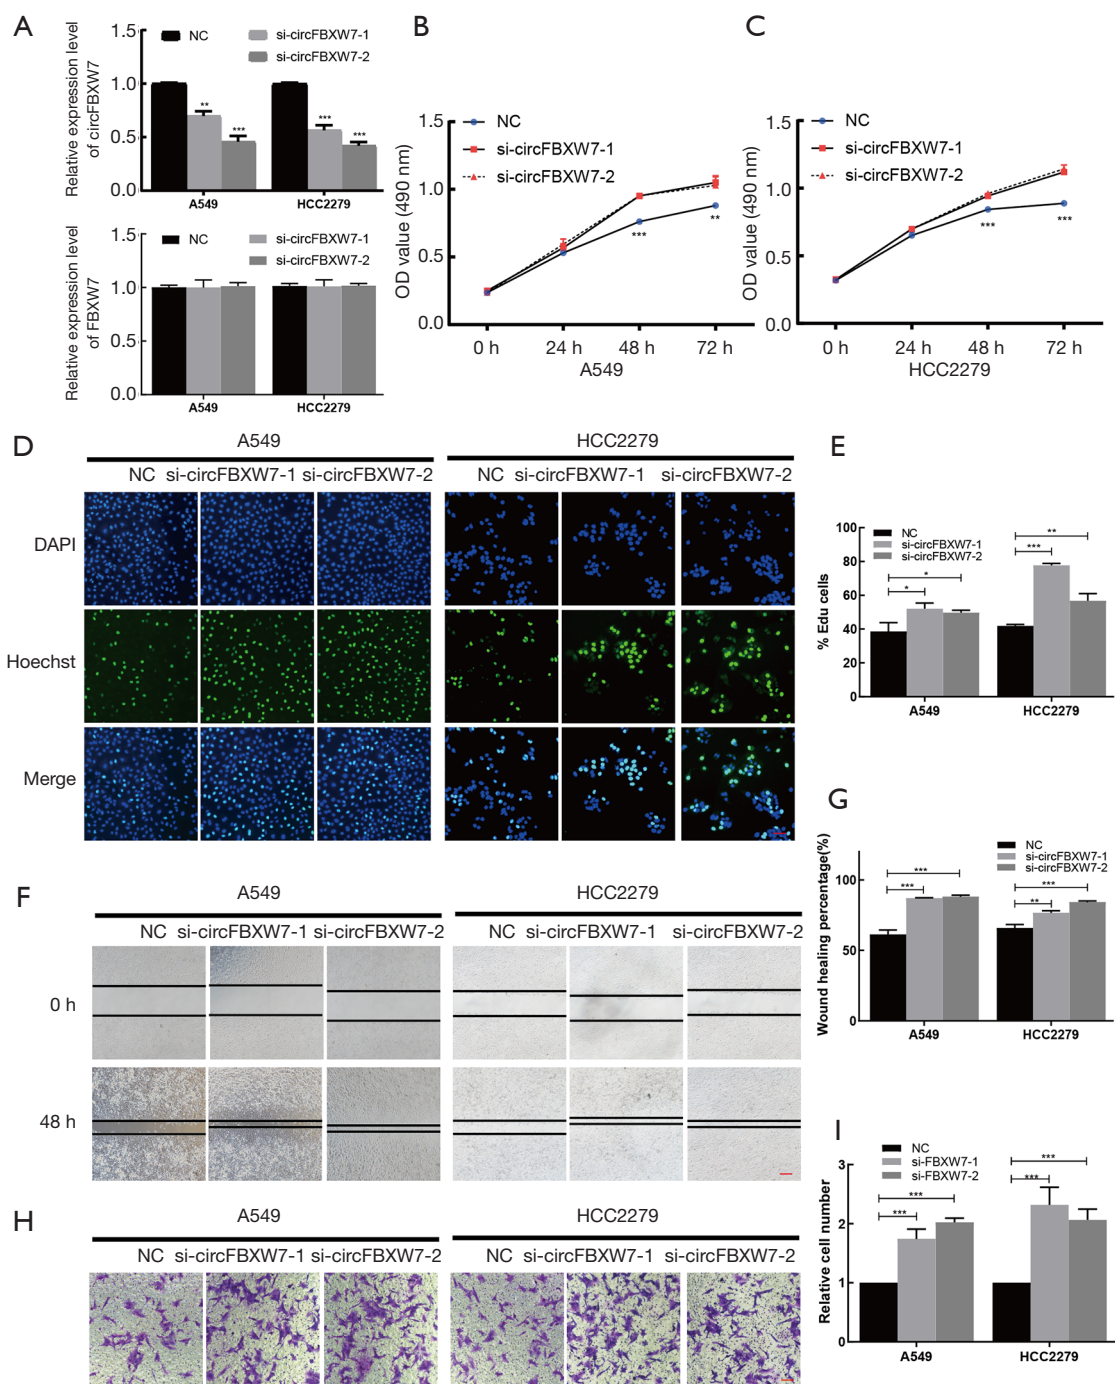 A
Relative expression level
of circFBXW7
1.5
1.0
0.5
0.0
NC
si-circFBXW7-1
si-circFBXW7-2
**
***
***
***
A549
HCC2279
Relative expression level
of FBXW7
1.5
1.0
0.5
0.0
NC
si-circFBXW7-1
si-circFBXW7-2
A549
HCC2279
B
OD value (490 nm)
1.5
1.0
0.5
0.0
NC
si-circFBXW7-1
si-circFBXW7-2
***
**
0 h 24 h 48 h 72 h
A549
C
OD value (490 nm)
1.5
1.0
0.5
0.0
NC
si-circFBXW7-1
si-circFBXW7-2
***
***
0 h 24 h 48 h 72 h
HCC2279
D
A549
HCC2279
NC si-circFBXW7-1 si-circFBXW7-2
NC si-circFBXW7-1 si-circFBXW7-2
DAPI
Hoechst
Merge
E
% Edu cells
100
80
60
40
20
0
NC
si-circFBXW7-1
si-circFBXW7-2
*
*
**
***
A549
HCC2279
F
A549
HCC2279
NC si-circFBXW7-1 si-circFBXW7-2
NC si-circFBXW7-1 si-circFBXW7-2
0 h
48 h
G
Wound healing percentage(%)
100
50
0
NC
si-circFBXW7-1
si-circFBXW7-2
***
***
***
**
A549
HCC2279
H
A549
HCC2279
NC si-circFBXW7-1 si-circFBXW7-2
NC si-circFBXW7-1 si-circFBXW7-2
I
Relative cell number
3
2
1
0
NC
si-FBXW7-1
si-FBXW7-2
***
***
***
***
A549
HCC2279